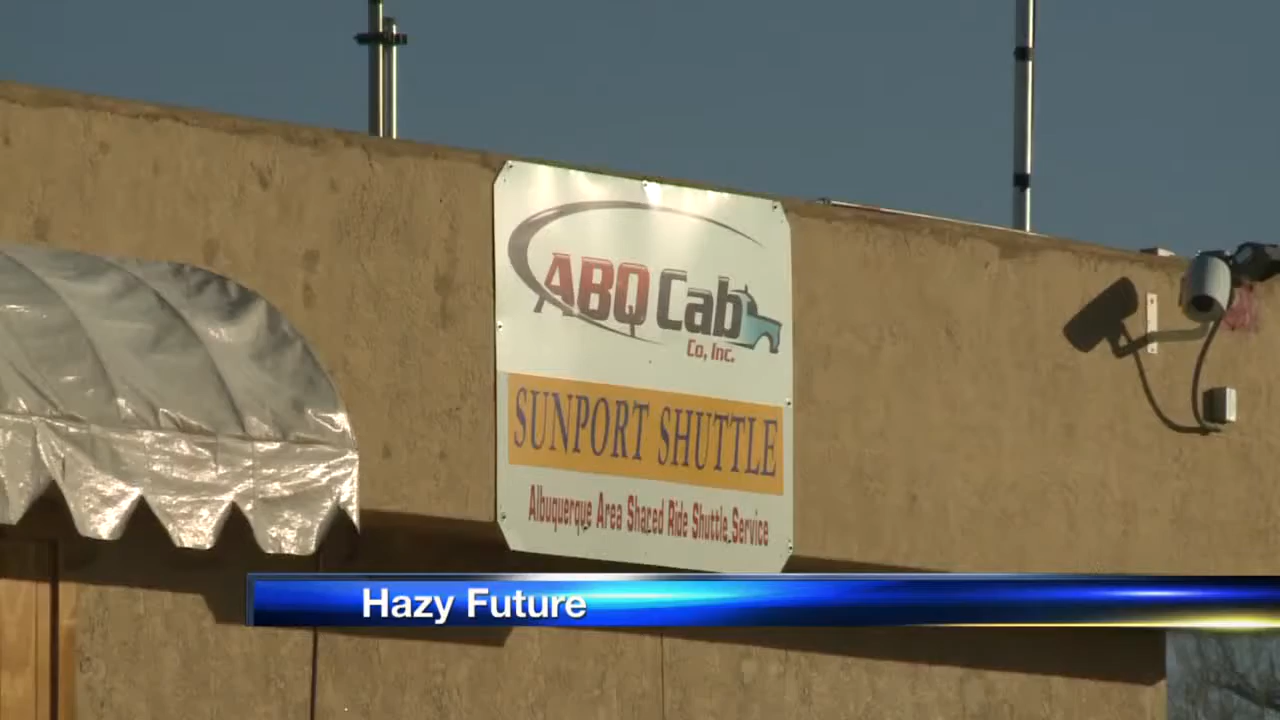 ABQ Cab
Co, Inc.
SUNPORT SHUTTLE
Albuquerque Area Shared Ride Shuttle Service
Hazy Future